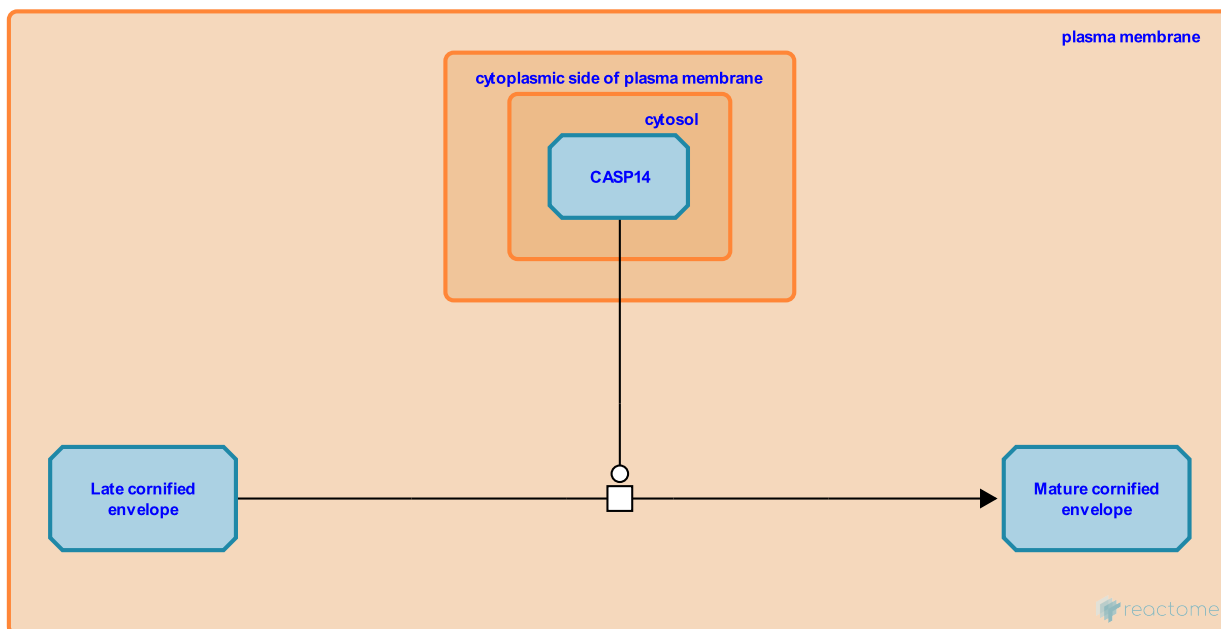 plasma membrane
cytoplasmic side of plasma membrane
cytosol
CASP14
Late cornified
envelope
Mature cornified
envelope
reactome